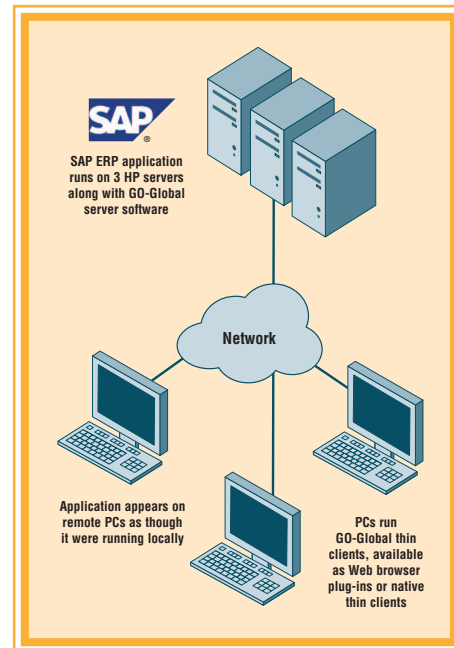 SAP
®
SAP ERP application
runs on 3 HP servers
along with GO-Global
server software
Network
Application appears on
remote PCs as though
it were running locally
PCs run
GO-Global thin
clients, available
as Web browser
plug-ins or native
thin clients